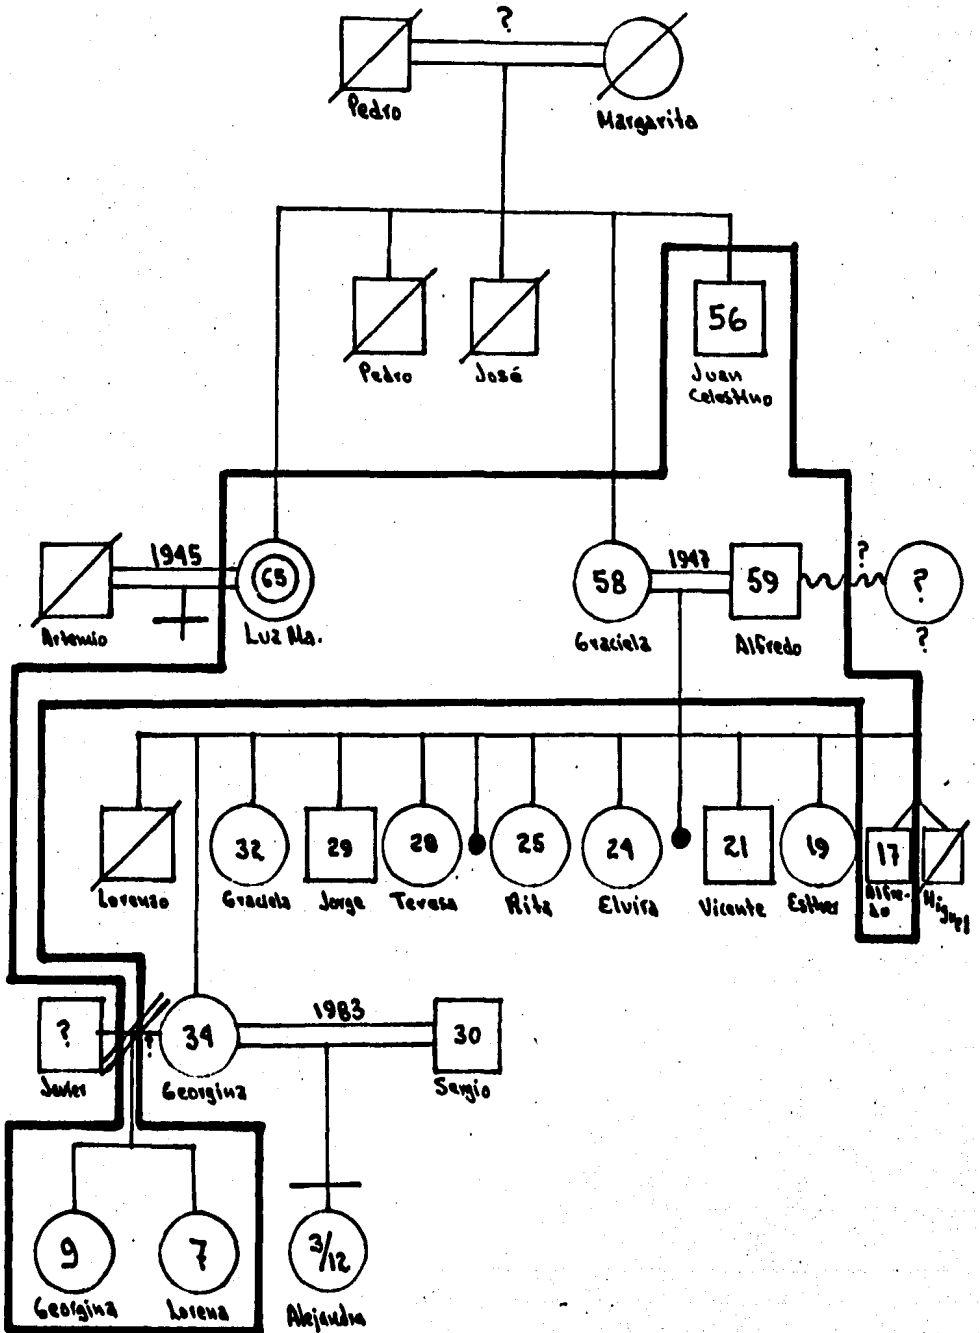 ?
Pedro
Margarita
56
Pedro
José
Juan
Celestino
1945
65
58
1947
59
?
?
Artemio
Luz Ma.
Graciela
Alfredo
?
32
29
28
25
24
21
19
17
Lorenzo
Graciela
Jorge
Teresa
Rita
Elvira
Vicente
Esther
Alfre-
do
Miguel
?
?
34
1983
30
Javier
Georgina
Sergio
9
7
3/12
Georgina
Lorena
Alejandra